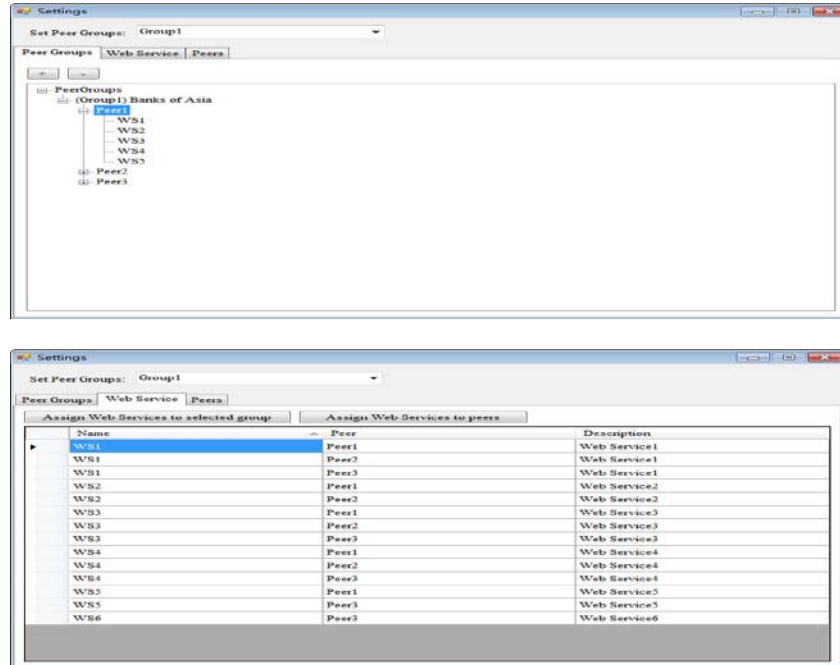 Settings
Set Peer Groups: Group1
Peer Groups Web Service Peers
+ -
PeerGroups
(Group1) Banks of Asia
Peer1
WS1
WS2
WS3
WS4
WS5
Peer2
Peer3
Settings
Set Peer Groups: Group1
Peer Groups Web Service Peers
Assign Web Services to selected group Assign Web Services to peers
Name Peer Description
WS1 Peer1 Web Service1
WS1 Peer2 Web Service1
WS1 Peer3 Web Service1
WS2 Peer1 Web Service2
WS2 Peer2 Web Service2
WS3 Peer1 Web Service3
WS3 Peer2 Web Service3
WS3 Peer3 Web Service3
WS4 Peer1 Web Service4
WS4 Peer2 Web Service4
WS4 Peer3 Web Service4
WS5 Peer1 Web Service5
WS5 Peer3 Web Service5
WS6 Peer3 Web Service6